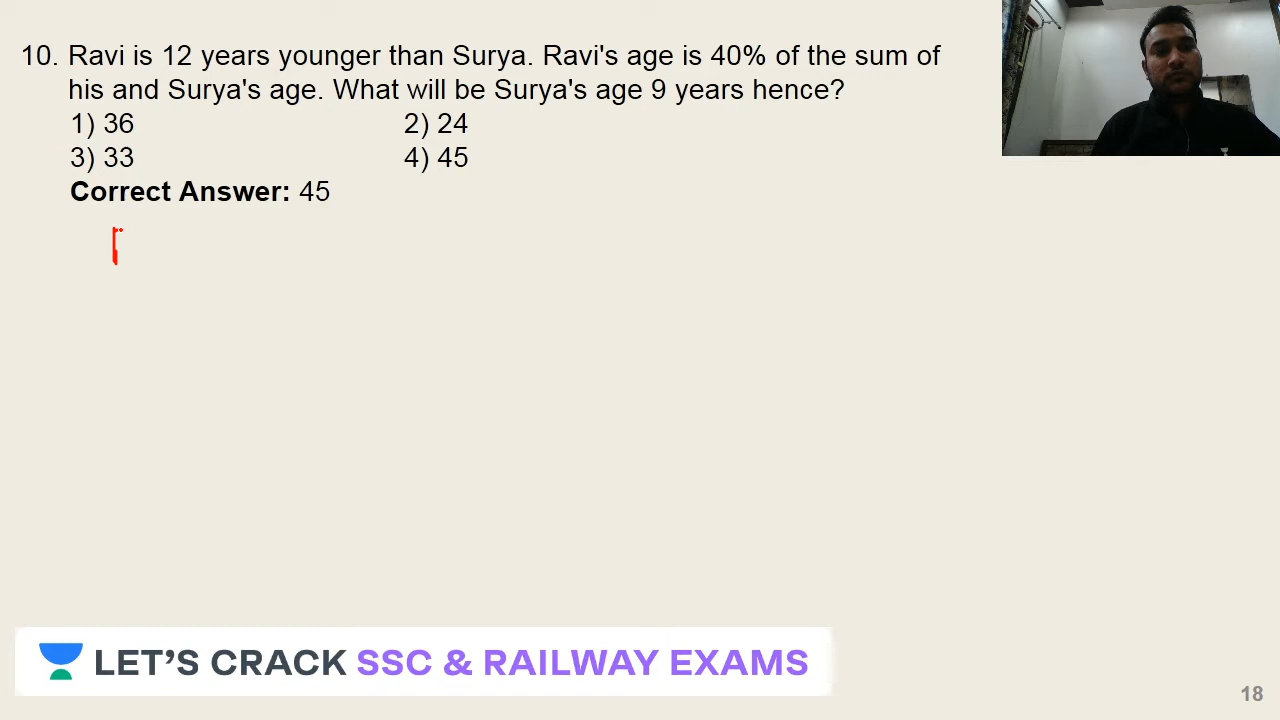 10. Ravi is 12 years younger than Surya. Ravi's age is 40% of the sum of
his and Surya's age. What will be Surya's age 9 years hence?
1) 36 2) 24
3) 33 4) 45
Correct Answer: 45
LET'S CRACK SSC & RAILWAY EXAMS
18